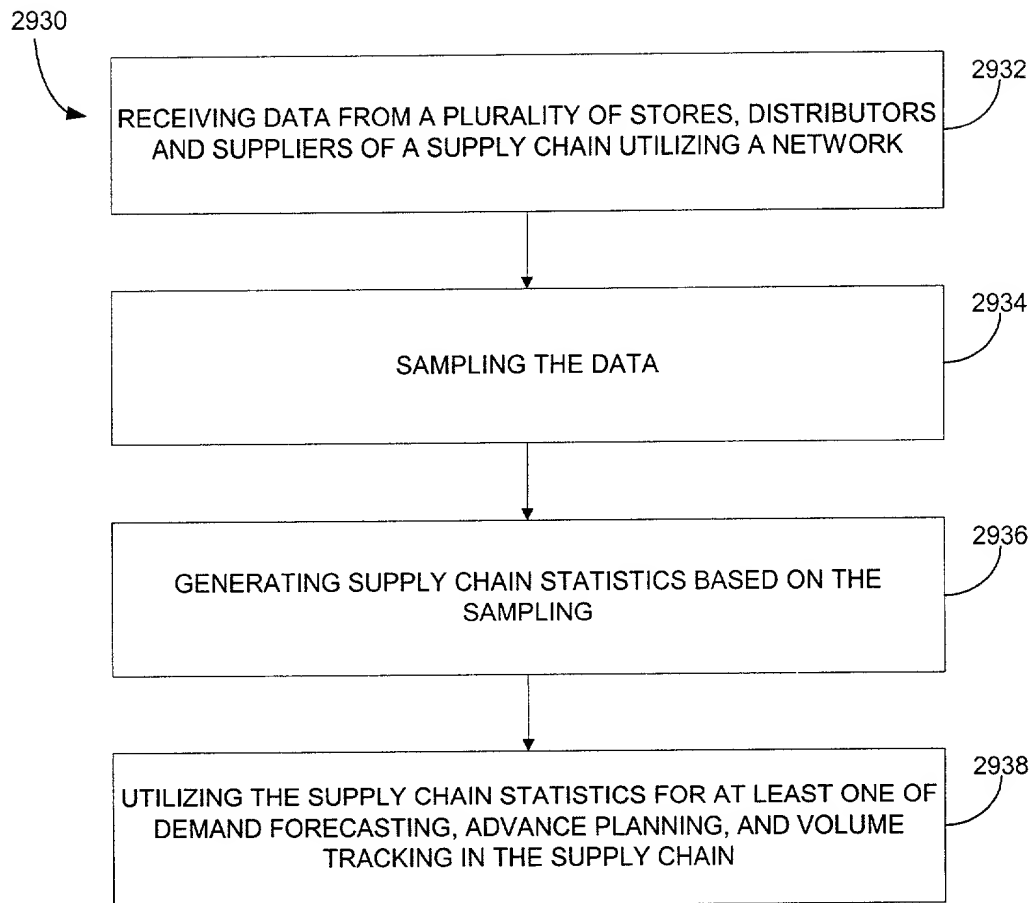 2930
2932
RECEIVING DATA FROM A PLURALITY OF STORES, DISTRIBUTORS
AND SUPPLIERS OF A SUPPLY CHAIN UTILIZING A NETWORK
2934
SAMPLING THE DATA
2936
GENERATING SUPPLY CHAIN STATISTICS BASED ON THE
SAMPLING
2938
UTILIZING THE SUPPLY CHAIN STATISTICS FOR AT LEAST ONE OF
DEMAND FORECASTING, ADVANCE PLANNING, AND VOLUME
TRACKING IN THE SUPPLY CHAIN